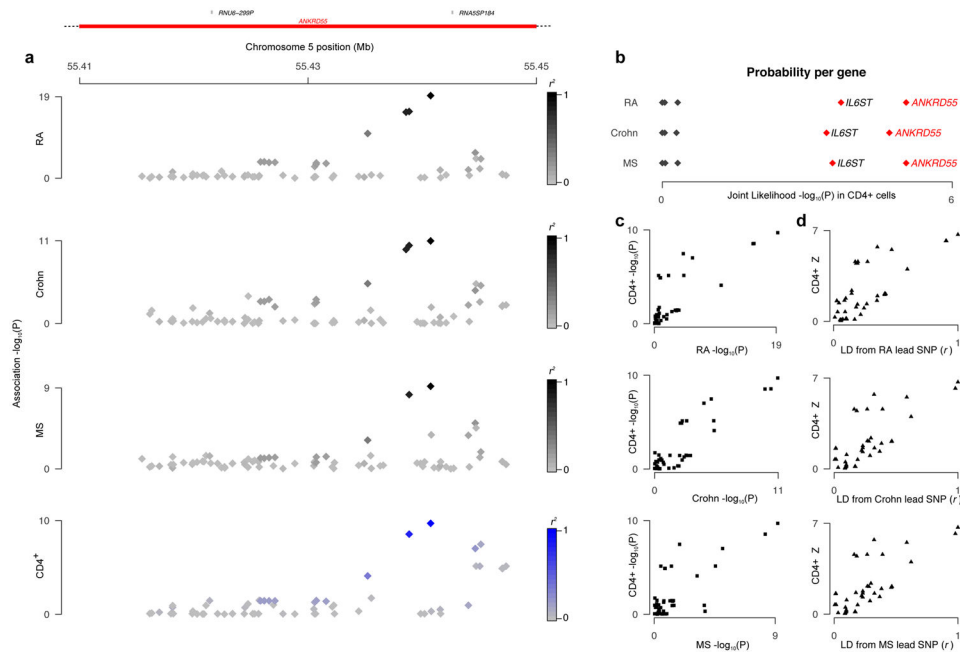 RNU6−299P
RNA5SP184
ANKRD55
a
Chromosome 5 position (Mb)
55.41
55.43
55.45
Association -log10(P)
RA
19
0
r²
1
0
Crohn
11
0
r²
1
0
MS
9
0
r²
1
0
CD4+
10
0
r²
1
0
b
Probability per gene
RA
IL6ST
ANKRD55
Crohn
IL6ST
ANKRD55
MS
IL6ST
ANKRD55
0
6
Joint Likelihood -log10(P) in CD4+ cells
c
CD4+ -log10(P)
10
0
0
19
RA -log10(P)
CD4+ -log10(P)
10
0
0
11
Crohn -log10(P)
CD4+ -log10(P)
10
0
0
9
MS -log10(P)
d
CD4+ Z
7
0
0
1
LD from RA lead SNP (r)
CD4+ Z
7
0
0
1
LD from Crohn lead SNP (r)
CD4+ Z
7
0
0
1
LD from MS lead SNP (r)